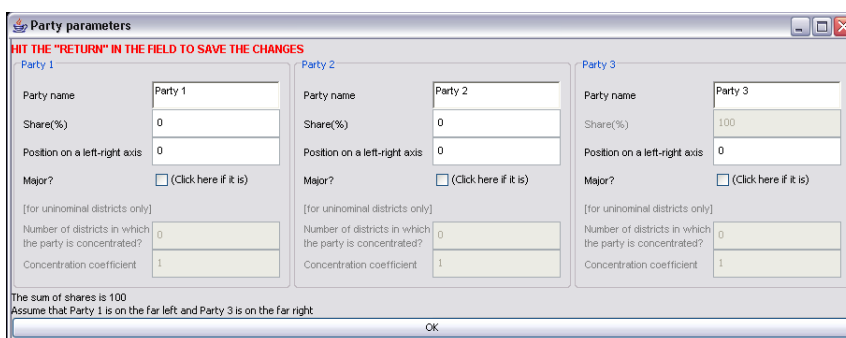 Party parameters
HIT THE "RETURN" IN THE FIELD TO SAVE THE CHANGES
Party 1
Party name
Party 1
Share(%)
0
Position on a left-right axis
0
Major?
(Click here if it is)
[for uninominal districts only]
Number of districts in which
the party is concentrated?
0
Concentration coefficient
1
Party 2
Party name
Party 2
Share(%)
0
Position on a left-right axis
0
Major?
(Click here if it is)
[for uninominal districts only]
Number of districts in which
the party is concentrated?
0
Concentration coefficient
1
Party 3
Party name
Party 3
Share(%)
100
Position on a left-right axis
0
Major?
(Click here if it is)
[for uninominal districts only]
Number of districts in which
the party is concentrated?
0
Concentration coefficient
1
The sum of shares is 100
Assume that Party 1 is on the far left and Party 3 is on the far right
OK